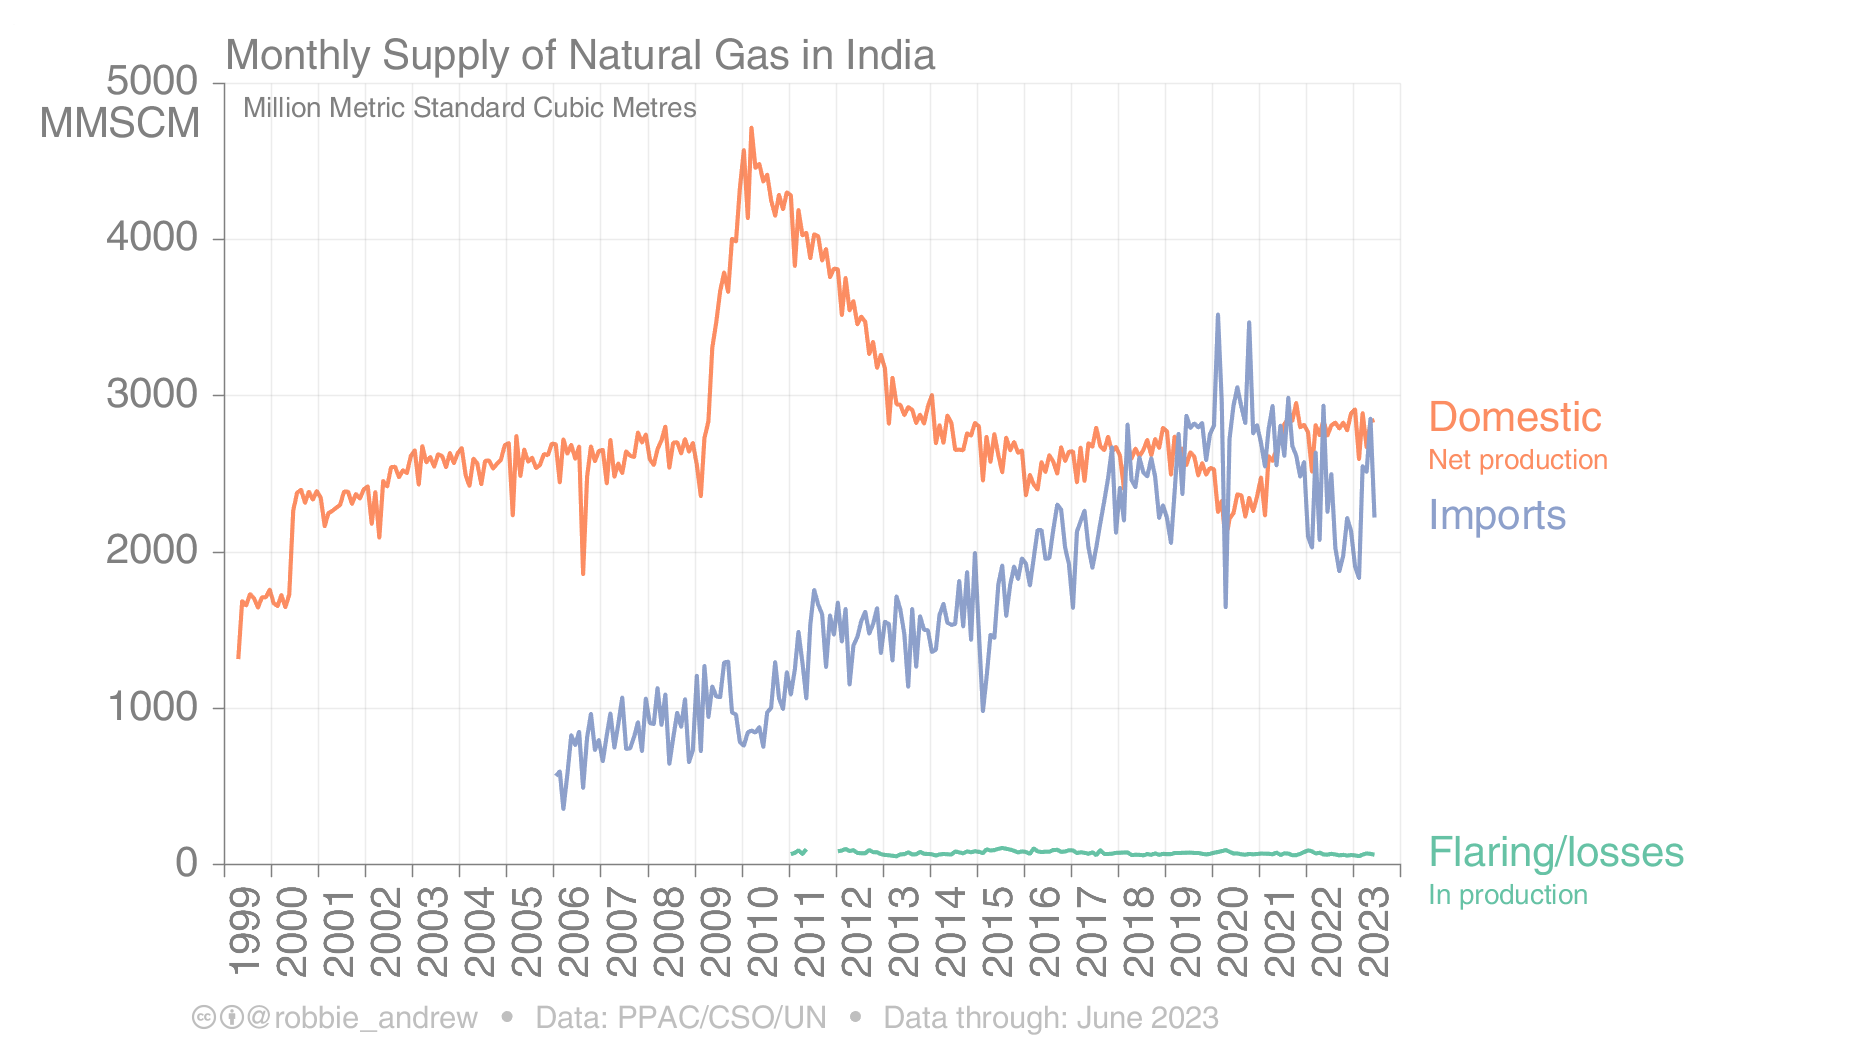 Monthly Supply of Natural Gas in India
5000
MMSCM
Million Metric Standard Cubic Metres
4000
3000
2000
1000
0
Domestic
Net production
Imports
Flaring/losses
In production
1999 2000 2001 2002 2003 2004 2005 2006 2007 2008 2009 2010 2011 2012 2013 2014 2015 2016 2017 2018 2019 2020 2021 2022 2023
cc @robbie_andrew • Data: PPAC/CSO/UN • Data through: June 2023